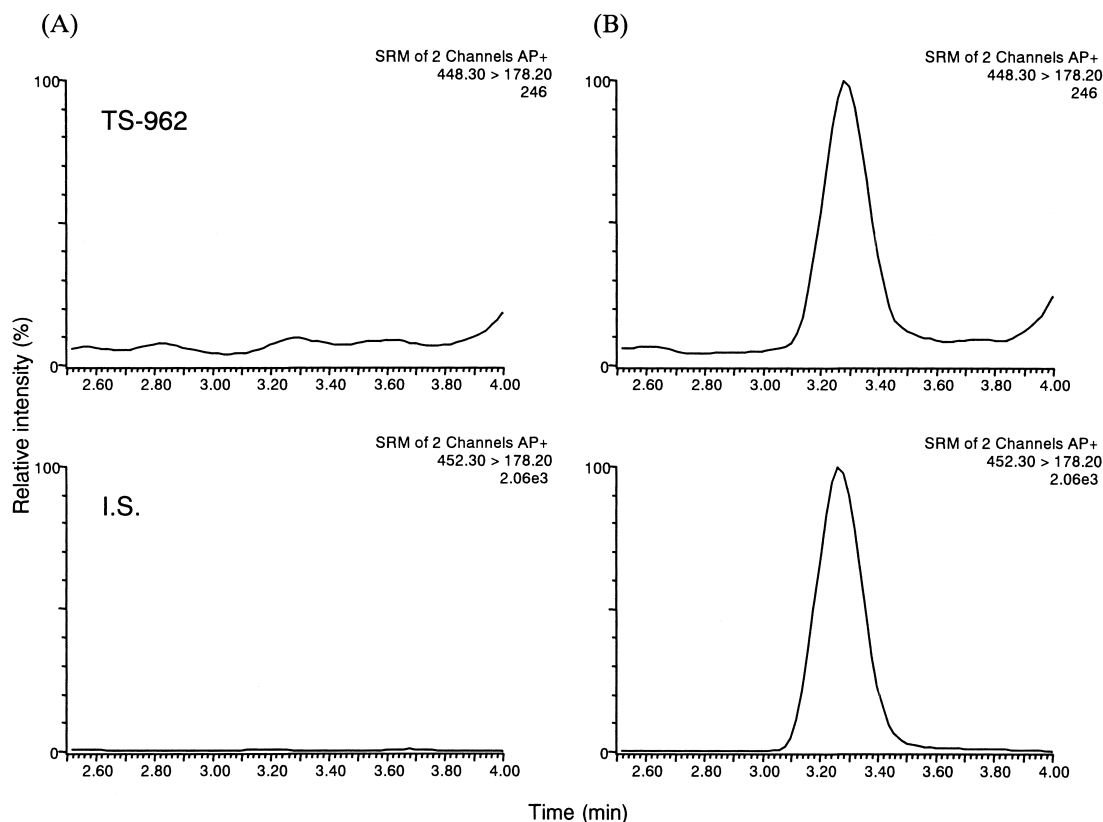 (A)
SRM of 2 Channels AP+
448.30 > 178.20
246
100
TS-962
0
2.60 2.80 3.00 3.20 3.40 3.60 3.80 4.00
(B)
SRM of 2 Channels AP+
448.30 > 178.20
246
100
0
2.60 2.80 3.00 3.20 3.40 3.60 3.80 4.00
Relative intensity (%)
SRM of 2 Channels AP+
452.30 > 178.20
2.06e3
100
I.S.
0
2.60 2.80 3.00 3.20 3.40 3.60 3.80 4.00
SRM of 2 Channels AP+
452.30 > 178.20
2.06e3
100
0
2.60 2.80 3.00 3.20 3.40 3.60 3.80 4.00
Time (min)